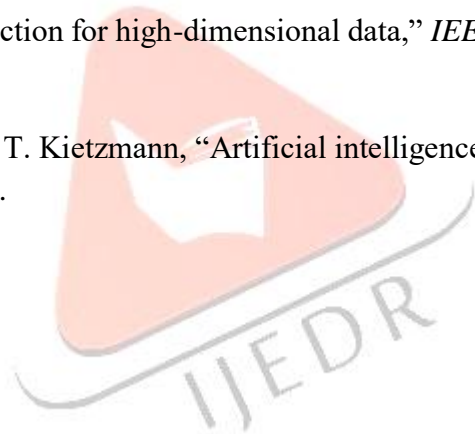 ction for high-dimensional data,” IEE
T. Kietzmann, “Artificial intelligence
.
IJEDR